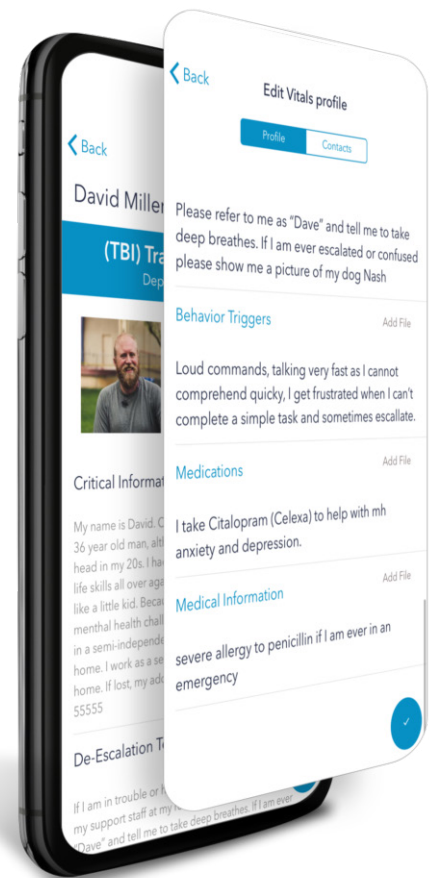 Back
David Miller
(TBI) Tra
Dep
Critical Informat
My name is David. C
36 year old man, alt
head in my 20s. I had
life skills all over aga
like a little kid. Becau
menthal health chall
in a semi-independe
home. I work as a se
home. If lost, my add
55555
De-Escalation Te
If I am in trouble or h
my support staff at my re
"Dave" and tell me to take deep breathes. If I am ever
Back
Edit Vitals profile
Profile
Contacts
Please refer to me as "Dave" and tell me to take
deep breathes. If I am ever escalated or confused
please show me a picture of my dog Nash
Behavior Triggers
Add File
Loud commands, talking very fast as I cannot
comprehend quicky, I get frustrated when I can't
complete a simple task and sometimes escallate.
Medications
Add File
I take Citalopram (Celexa) to help with mh
anxiety and depression.
Medical Information
Add File
severe allergy to penicillin if I am ever in an
emergency